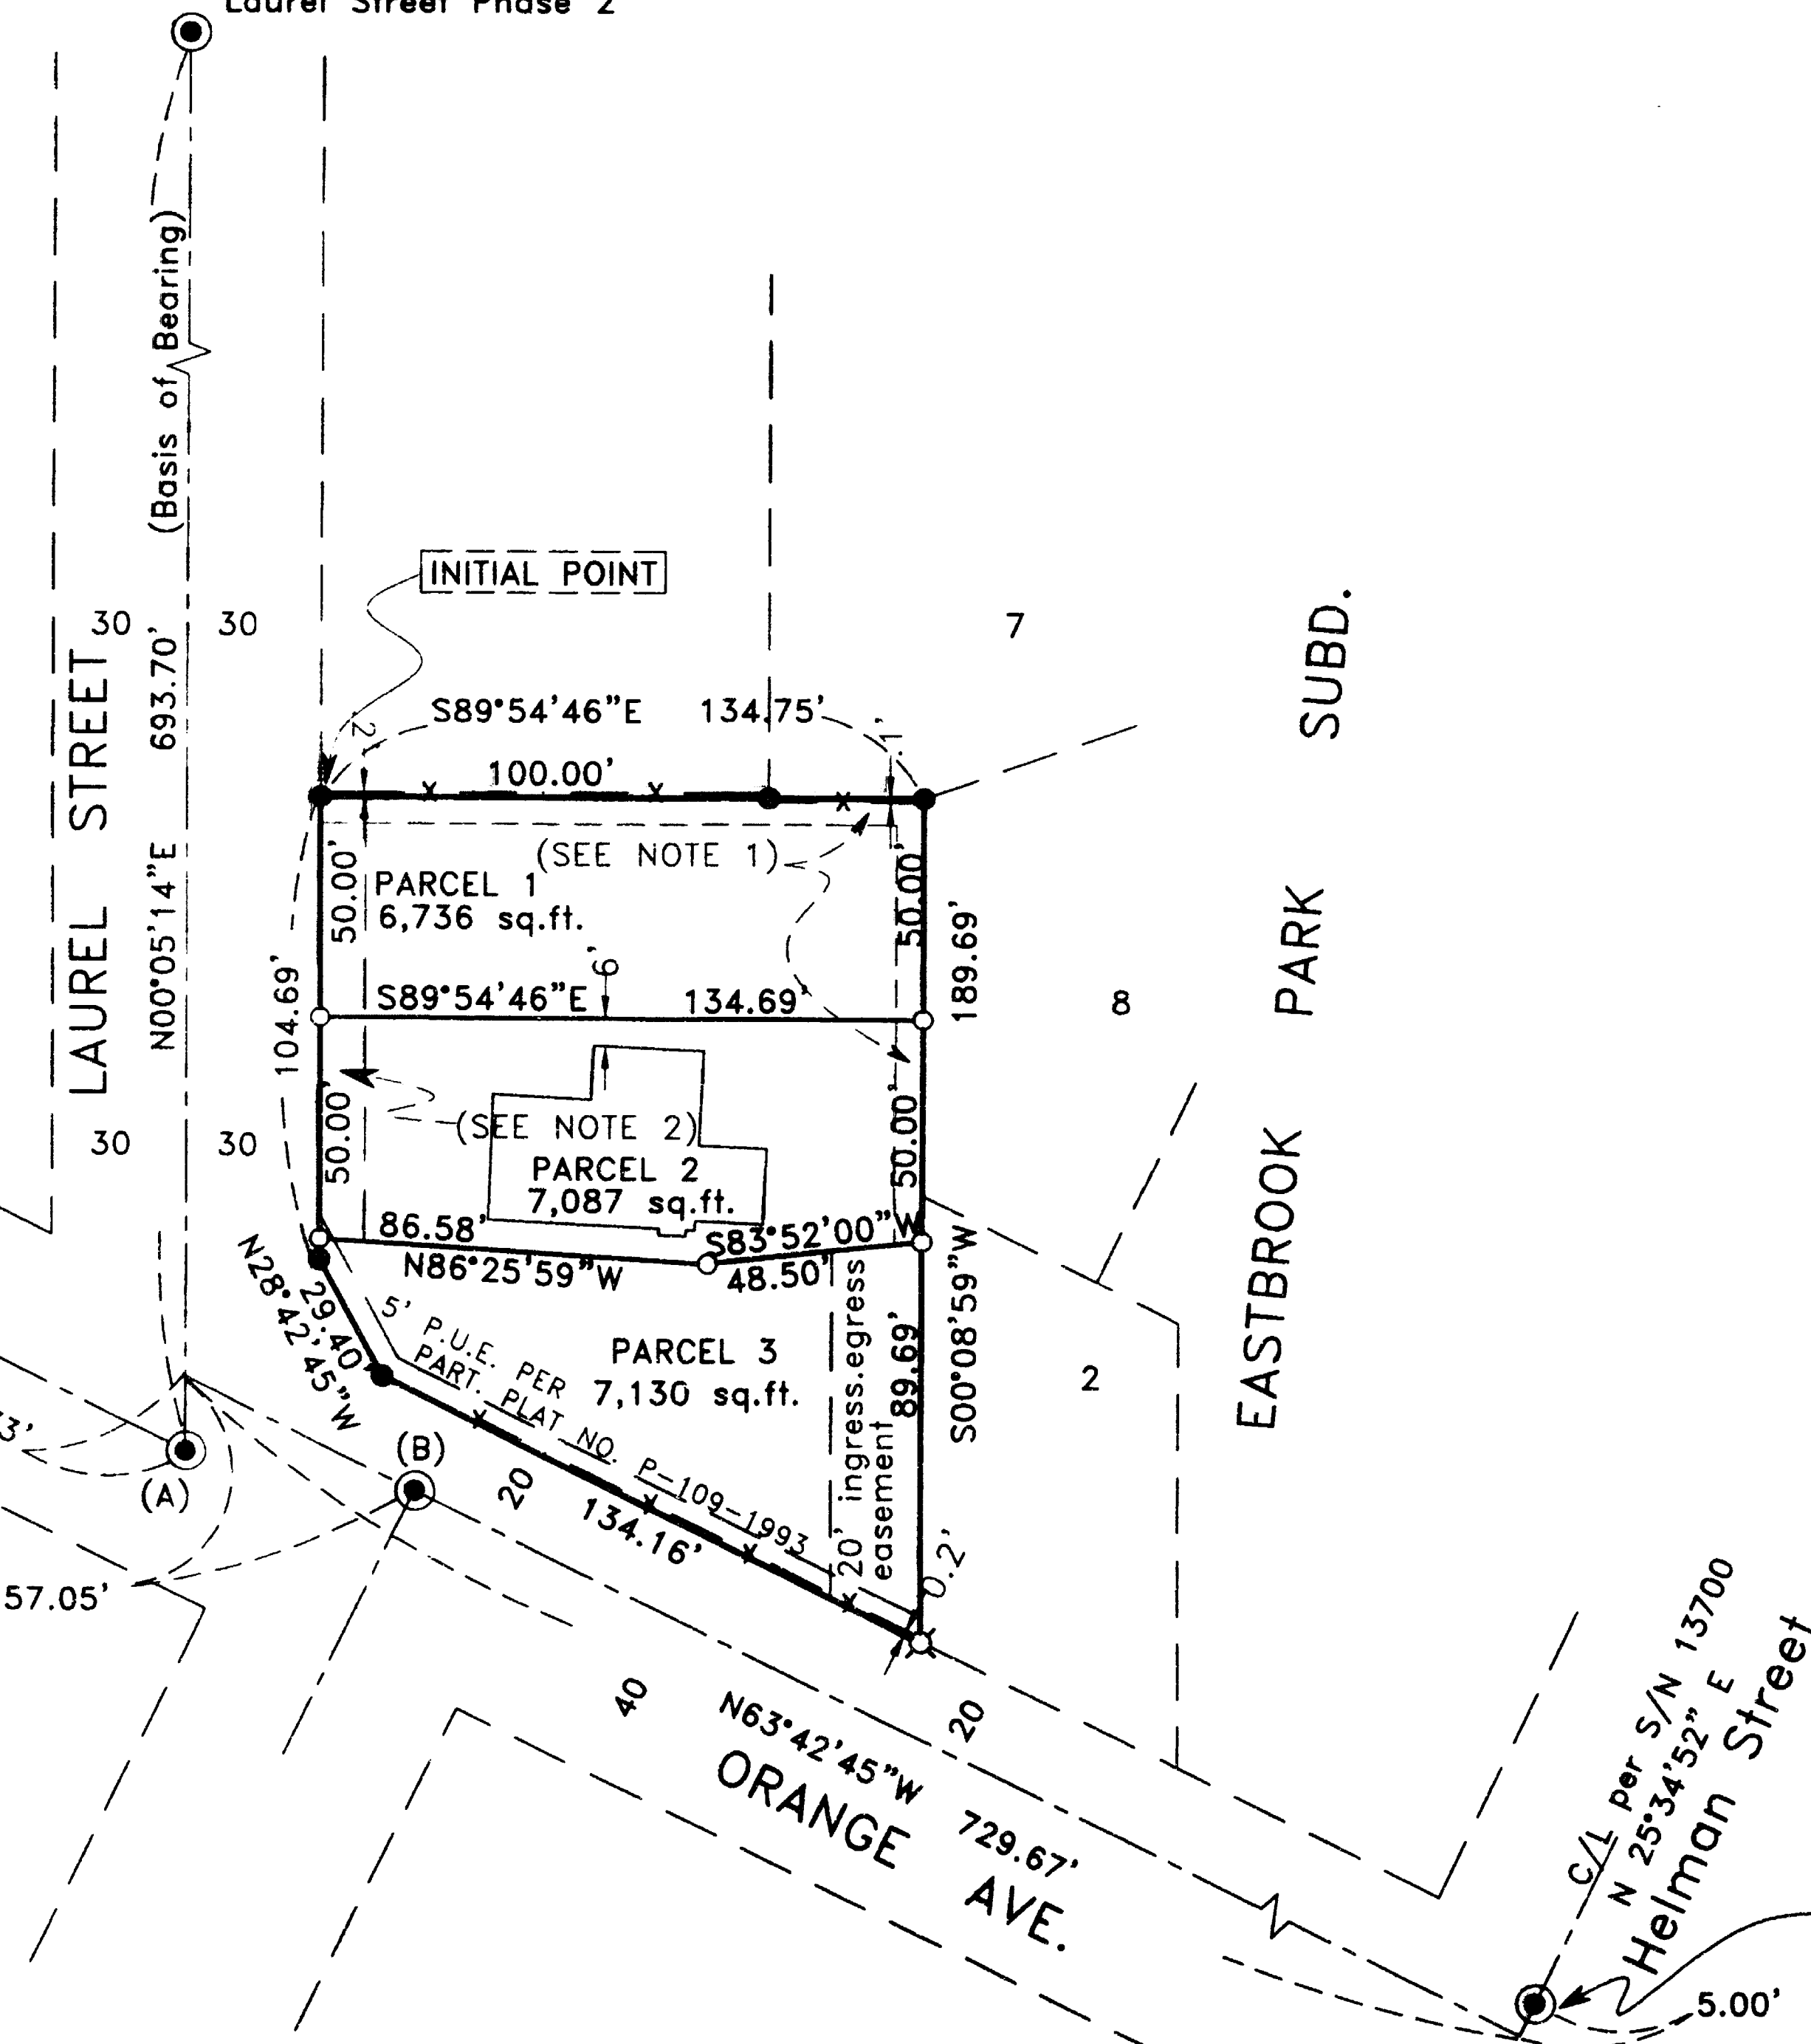 Laurel Street Phase 2
(Basis of Bearing)
INITIAL POINT
30
30
7
LAUREL STREET
N00°05'14"E 693.70'
SUBD.
PARK
EASTBROOK
S89°54'46"E 134.75'
.2'
.1'
100.00'
(SEE NOTE 1)
50.00'
PARCEL 1
6,736 sq.ft.
50.00'
189.69'
104.69'
.9'
S89°54'46"E 134.69'
8
50.00'
(SEE NOTE 2)
PARCEL 2
7,087 sq.ft.
50.00'
30
30
86.58'
N86°25'59"W
S83°52'00"W
48.50'
N28°42'45"W
29.40'
5' P.U.E. PER
PART. PLAT NO. P-109-1993
PARCEL 3
7,130 sq.ft.
20' ingress.egress
easement
89.69'
S00°08'59"W
2
3'
(A)
(B)
20
134.16'
0.2'
57.05'
40
20
N63°42'45"W 729.67'
ORANGE AVE.
C/L per S/N 13700
N 25°34'52" E
Helman Street
5.00'